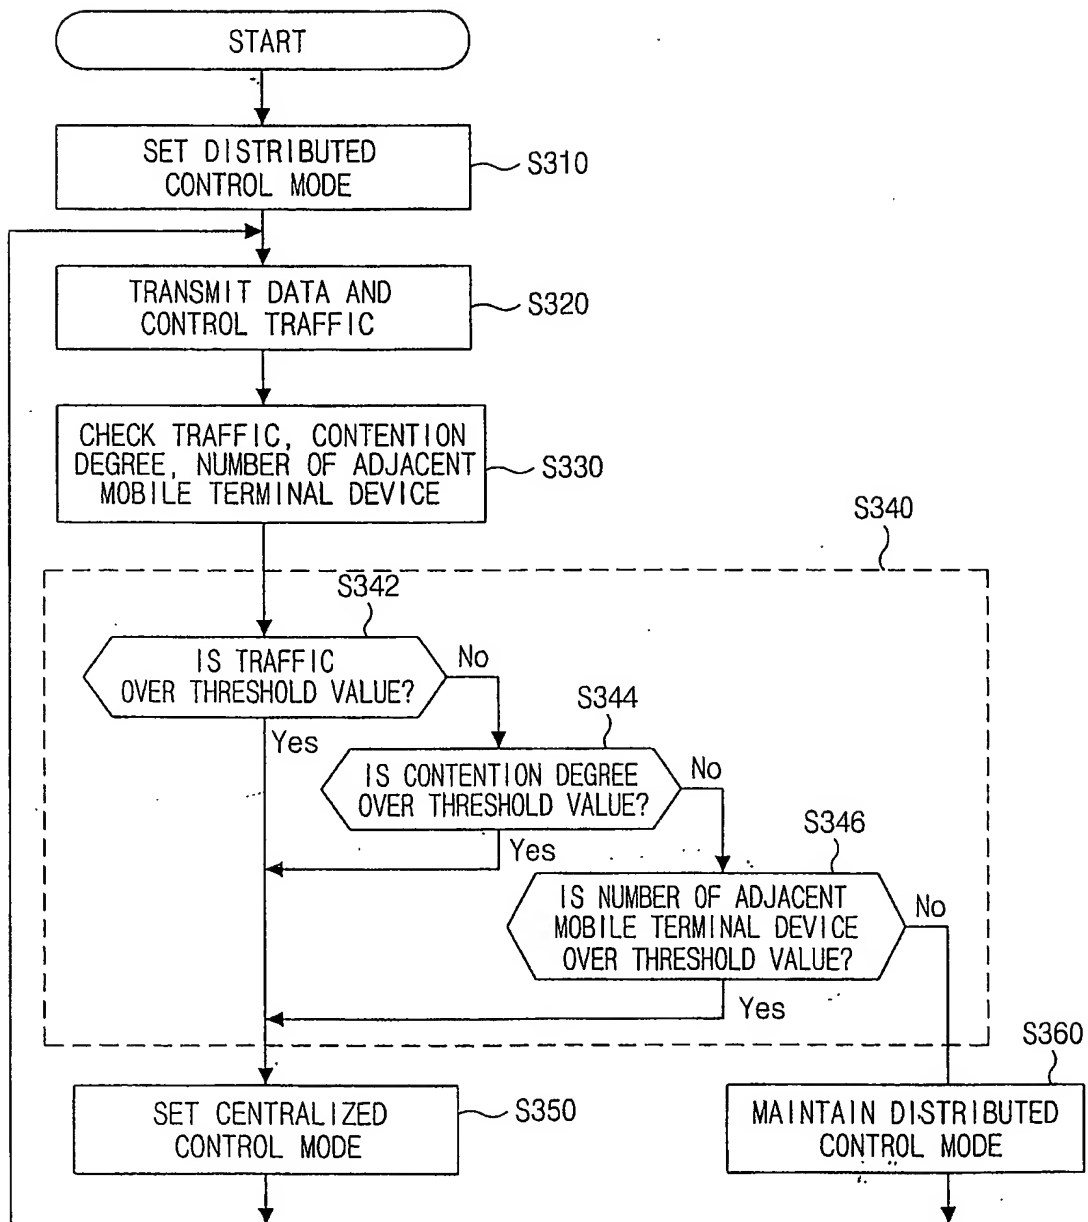 START
SET DISTRIBUTED
CONTROL MODE
S310
TRANSMIT DATA AND
CONTROL TRAFFIC
S320
CHECK TRAFFIC, CONTENTION
DEGREE, NUMBER OF ADJACENT
MOBILE TERMINAL DEVICE
S330
S340
S342
IS TRAFFIC
OVER THRESHOLD VALUE?
No
Yes
S344
IS CONTENTION DEGREE
OVER THRESHOLD VALUE?
No
Yes
S346
IS NUMBER OF ADJACENT
MOBILE TERMINAL DEVICE
OVER THRESHOLD VALUE?
No
Yes
SET CENTRALIZED
CONTROL MODE
S350
S360
MAINTAIN DISTRIBUTED
CONTROL MODE